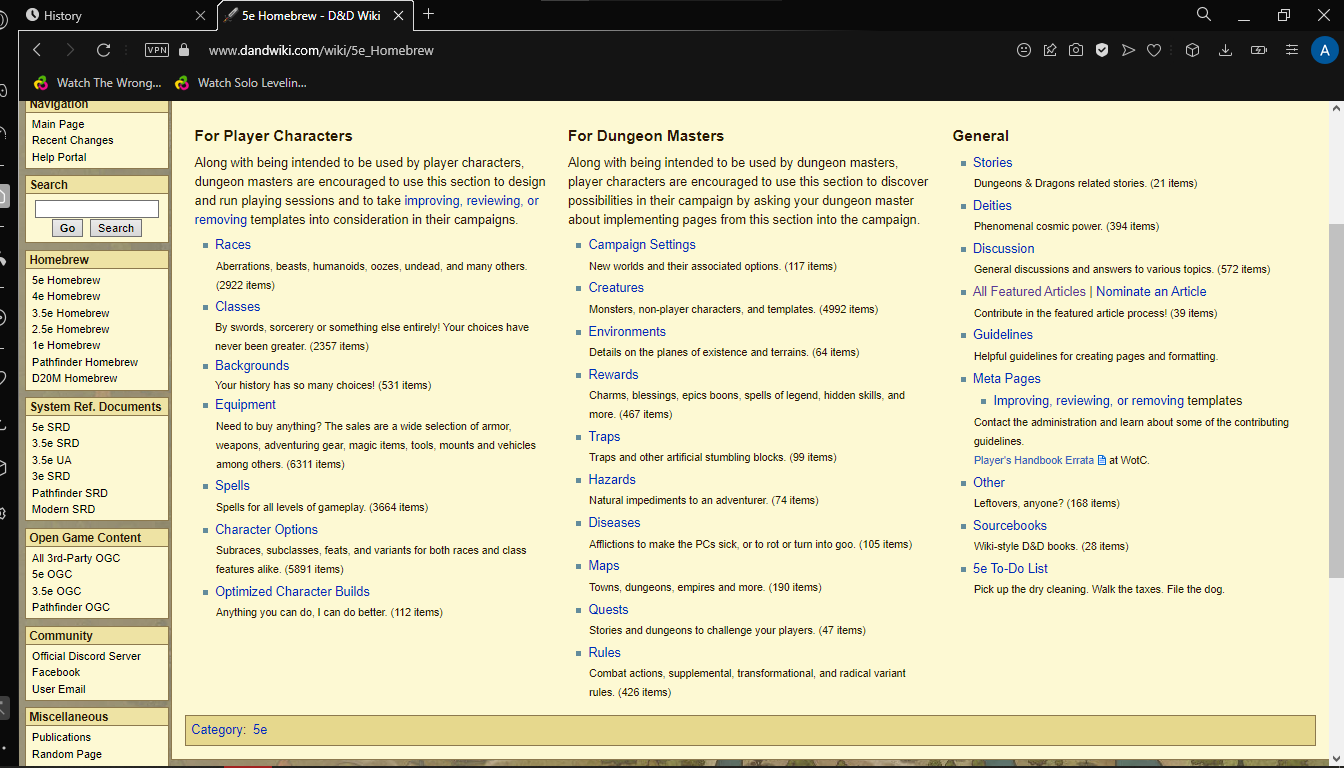 History
5e Homebrew - D&D Wiki
VPN
www.dandwiki.com/wiki/5e_Homebrew
A
Watch The Wrong...
Watch Solo Levelin...
Navigation
Main Page
Recent Changes
Help Portal
Search
Go
Search
Homebrew
5e Homebrew
4e Homebrew
3.5e Homebrew
2.5e Homebrew
1e Homebrew
Pathfinder Homebrew
D20M Homebrew
System Ref. Documents
5e SRD
3.5e SRD
3.5e UA
3e SRD
Pathfinder SRD
Modern SRD
Open Game Content
All 3rd-Party OGC
5e OGC
3.5e OGC
Pathfinder OGC
Community
Official Discord Server
Facebook
User Email
Miscellaneous
Publications
Random Page
For Player Characters
Along with being intended to be used by player characters,
dungeon masters are encouraged to use this section to design
and run playing sessions and to take improving, reviewing, or
removing templates into consideration in their campaigns.
Races
Aberrations, beasts, humanoids, oozes, undead, and many others.
(2922 items)
Classes
By swords, sorcerery or something else entirely! Your choices have
never been greater. (2357 items)
Backgrounds
Your history has so many choices! (531 items)
Equipment
Need to buy anything? The sales are a wide selection of armor,
weapons, adventuring gear, magic items, tools, mounts and vehicles
among others. (6311 items)
Spells
Spells for all levels of gameplay. (3664 items)
Character Options
Subraces, subclasses, feats, and variants for both races and class
features alike. (5891 items)
Optimized Character Builds
Anything you can do, I can do better. (112 items)
For Dungeon Masters
Along with being intended to be used by dungeon masters,
player characters are encouraged to use this section to discover
possibilities in their campaign by asking your dungeon master
about implementing pages from this section into the campaign.
Campaign Settings
New worlds and their associated options. (117 items)
Creatures
Monsters, non-player characters, and templates. (4992 items)
Environments
Details on the planes of existence and terrains. (64 items)
Rewards
Charms, blessings, epics boons, spells of legend, hidden skills, and
more. (467 items)
Traps
Traps and other artificial stumbling blocks. (99 items)
Hazards
Natural impediments to an adventurer. (74 items)
Diseases
Afflictions to make the PCs sick, or to rot or turn into goo. (105 items)
Maps
Towns, dungeons, empires and more. (190 items)
Quests
Stories and dungeons to challenge your players. (47 items)
Rules
Combat actions, supplemental, transformational, and radical variant
rules. (426 items)
General
Stories
Dungeons & Dragons related stories. (21 items)
Deities
Phenomenal cosmic power. (394 items)
Discussion
General discussions and answers to various topics. (572 items)
All Featured Articles | Nominate an Article
Contribute in the featured article process! (39 items)
Guidelines
Helpful guidelines for creating pages and formatting.
Meta Pages
Improving, reviewing, or removing templates
Contact the administration and learn about some of the contributing
guidelines.
Player's Handbook Errata at WotC.
Other
Leftovers, anyone? (168 items)
Sourcebooks
Wiki-style D&D books. (28 items)
5e To-Do List
Pick up the dry cleaning. Walk the taxes. File the dog.
Category: 5e